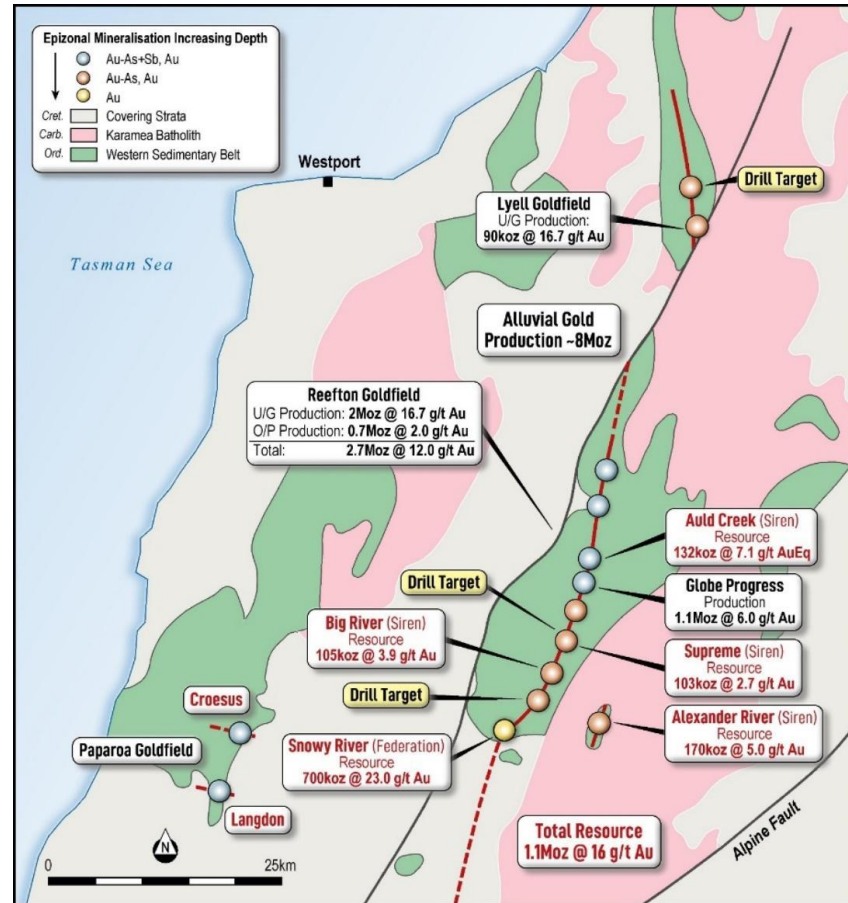 Epizonal Mineralisation Increasing Depth
Au-As+Sb, Au
Au-As, Au
Au
Cret. Covering Strata
Carb. Karamea Batholith
Ord. Western Sedimentary Belt
Westport
Tasman Sea
Drill Target
Lyell Goldfield
U/G Production:
90koz @ 16.7 g/t Au
Alluvial Gold
Production ~8Moz
Reefton Goldfield
U/G Production: 2Moz @ 16.7 g/t Au
O/P Production: 0.7Moz @ 2.0 g/t Au
Total: 2.7Moz @ 12.0 g/t Au
Auld Creek (Siren)
Resource
132koz @ 7.1 g/t AuEq
Drill Target
Globe Progress
Production
1.1Moz @ 6.0 g/t Au
Big River (Siren)
Resource
105koz @ 3.9 g/t Au
Supreme (Siren)
Resource
103koz @ 2.7 g/t Au
Drill Target
Croesus
Alexander River (Siren)
Resource
170koz @ 5.0 g/t Au
Paparoa Goldfield
Snowy River (Federation)
Resource
700koz @ 23.0 g/t Au
Langdon
Total Resource
1.1Moz @ 16 g/t Au
Alpine Fault
N
0 25km